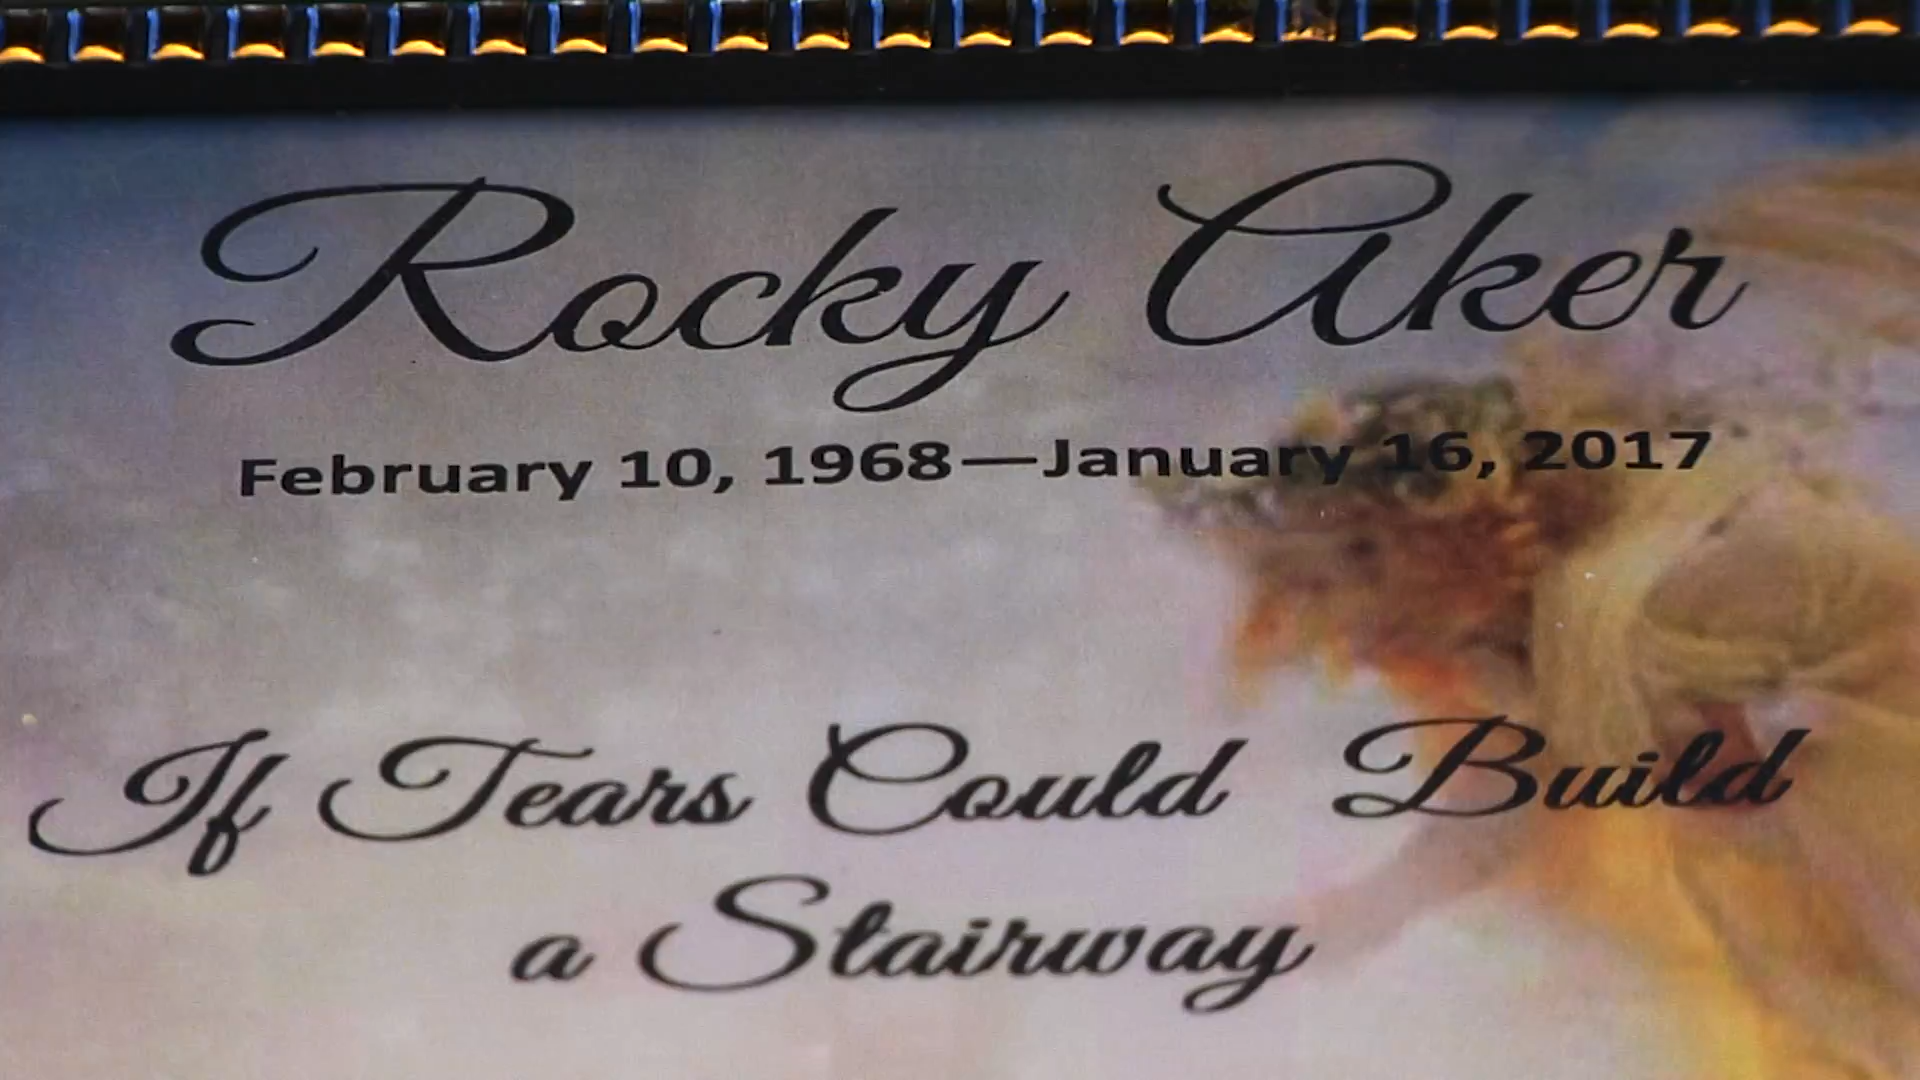 Rocky Aker
February 10, 1968—January 16, 2017
If Tears Could Build
a Stairway